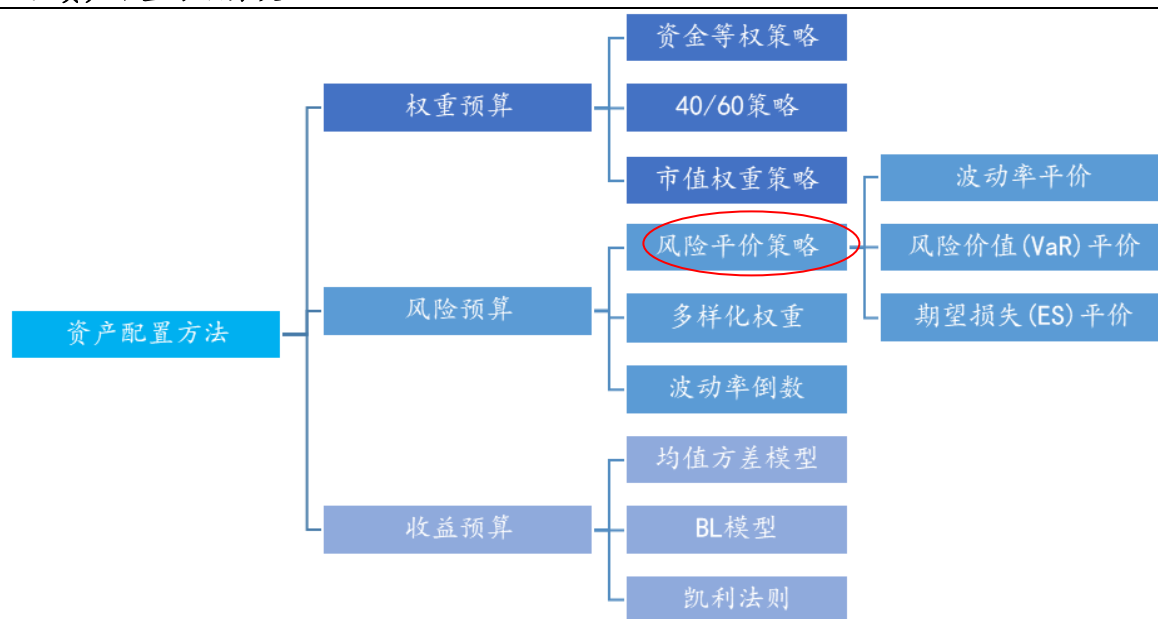 资产配置方法
权重预算
资金等权策略
40/60策略
市值权重策略
风险预算
风险平价策略
波动率平价
风险价值(VaR)平价
期望损失(ES)平价
多样化权重
波动率倒数
收益预算
均值方差模型
BL模型
凯利法则